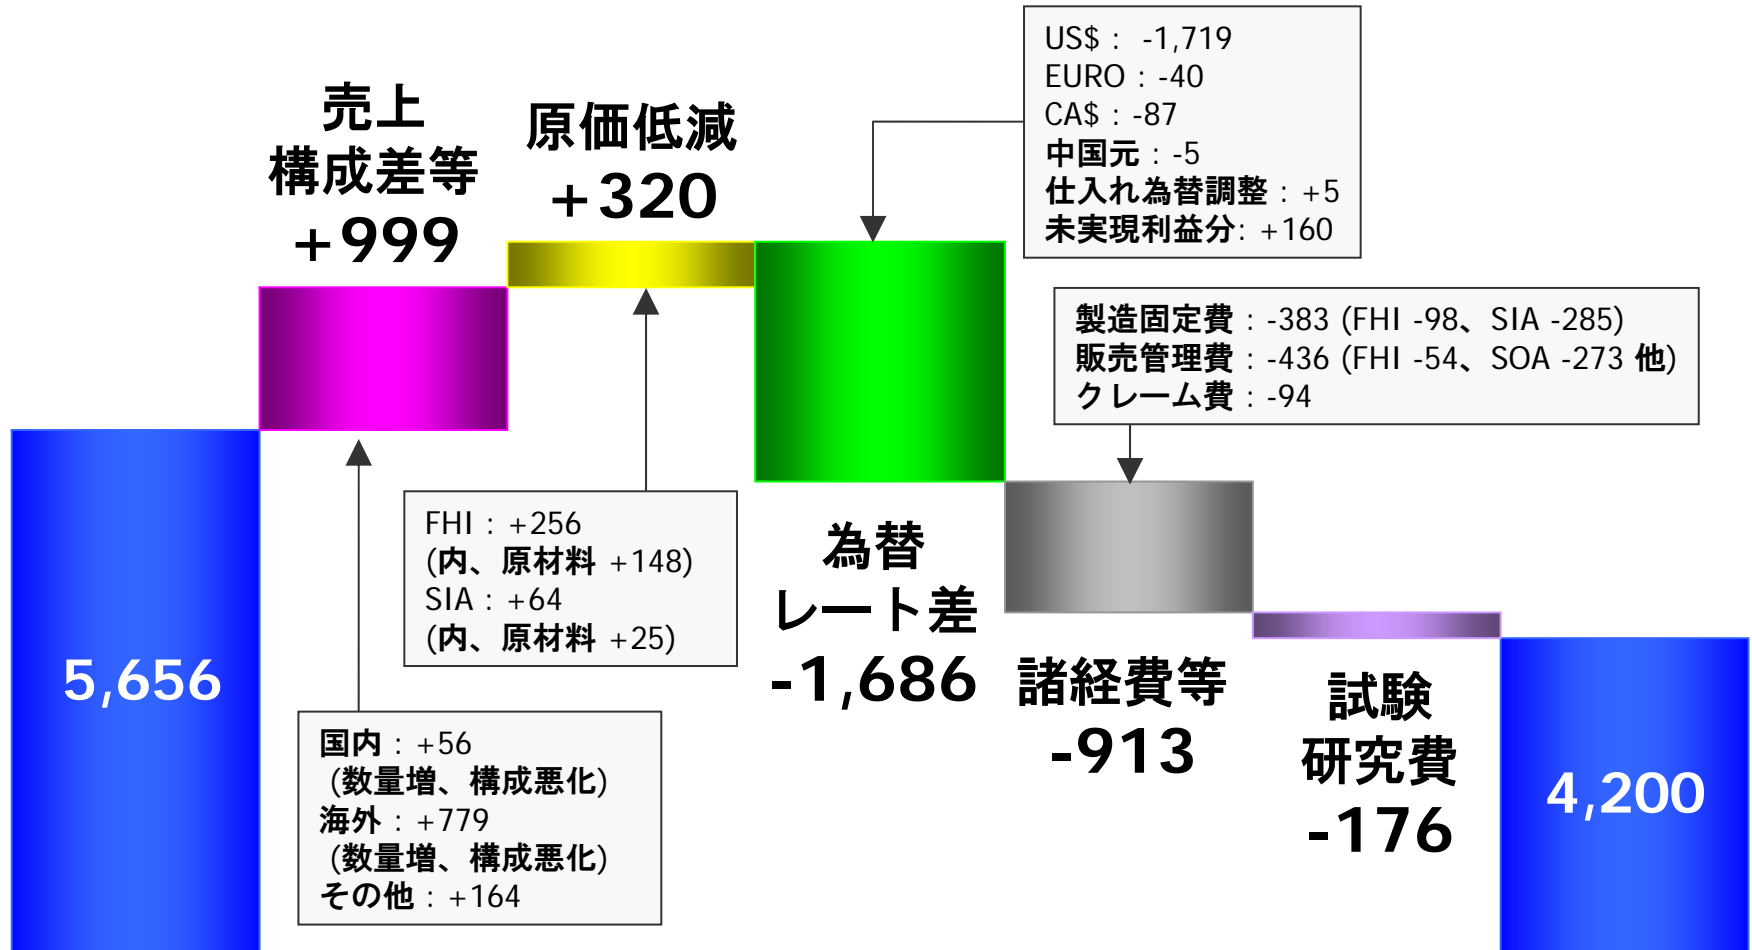 5,656
売上
構成差等
+999
国内 : +56
(数量増、構成悪化)
海外 : +779
(数量増、構成悪化)
その他 : +164
原価低減
+320
FHI : +256
(内、原材料 +148)
SIA : +64
(内、原材料 +25)
US$ : -1,719
EURO : -40
CA$ : -87
中国元 : -5
仕入れ為替調整 : +5
未実現利益分: +160
為替
レート差
-1,686
製造固定費 : -383 (FHI -98、SIA -285)
販売管理費 : -436 (FHI -54、SOA -273 他)
クレーム費 : -94
諸経費等
-913
試験
研究費
-176
4,200